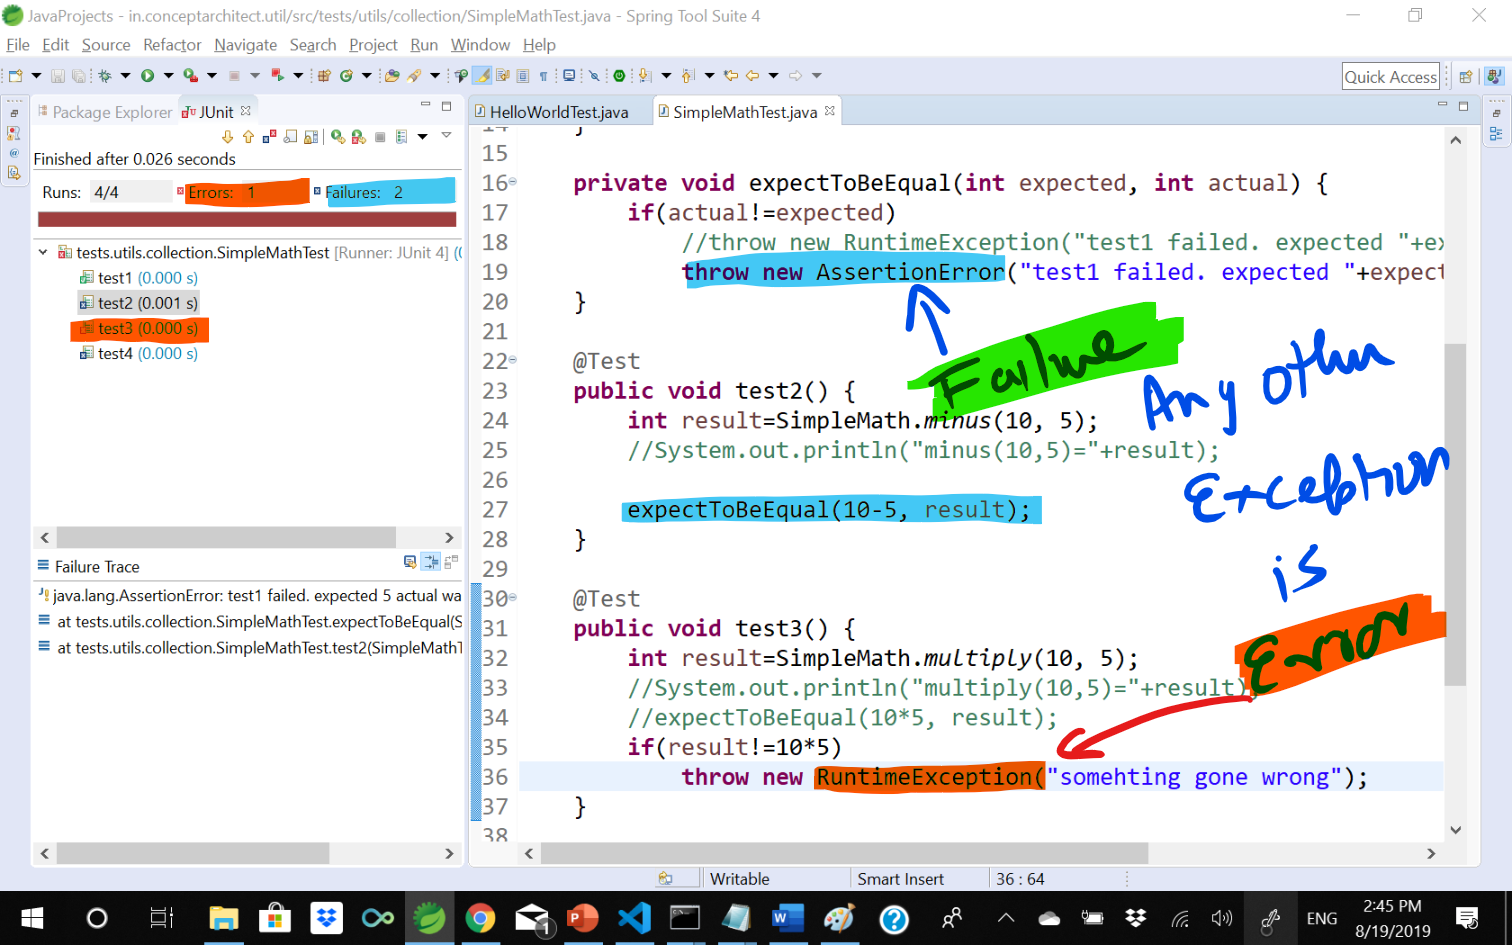 JavaProjects - in.conceptarchitect.util/src/tests/utils/collection/SimpleMathTest.java - Spring Tool Suite 4
File Edit Source Refactor Navigate Search Project Run Window Help
Quick Access
Package Explorer JUnit
Finished after 0.026 seconds
Runs: 4/4 Errors: 1 Failures: 2
tests.utils.collection.SimpleMathTest [Runner: JUnit 4] (0
test1 (0.000 s)
test2 (0.001 s)
test3 (0.000 s)
test4 (0.000 s)
Failure Trace
java.lang.AssertionError: test1 failed. expected 5 actual wa
at tests.utils.collection.SimpleMathTest.expectToBeEqual(S
at tests.utils.collection.SimpleMathTest.test2(SimpleMathT
HelloWorldTest.java SimpleMathTest.java
14 }
15
16 private void expectToBeEqual(int expected, int actual) {
17 if(actual!=expected)
18 //throw new RuntimeException("test1 failed. expected "+ex
19 throw new AssertionError("test1 failed. expected "+expect
20 }
21
22 @Test
23 public void test2() {
24 int result=SimpleMath.minus(10, 5);
25 //System.out.println("minus(10,5)="+result);
26
27 expectToBeEqual(10-5, result);
28 }
29
30 @Test
31 public void test3() {
32 int result=SimpleMath.multiply(10, 5);
33 //System.out.println("multiply(10,5)="+result);
34 //expectToBeEqual(10*5, result);
35 if(result!=10*5)
36 throw new RuntimeException("somehting gone wrong");
37 }
38
Failure
Any other
Exception
is
Error
Writable Smart Insert 36 : 64
1
ENG
2:45 PM
8/19/2019